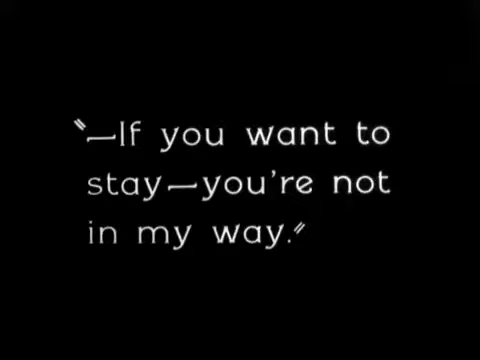 "—If you want to
stay—you're not
in my way."